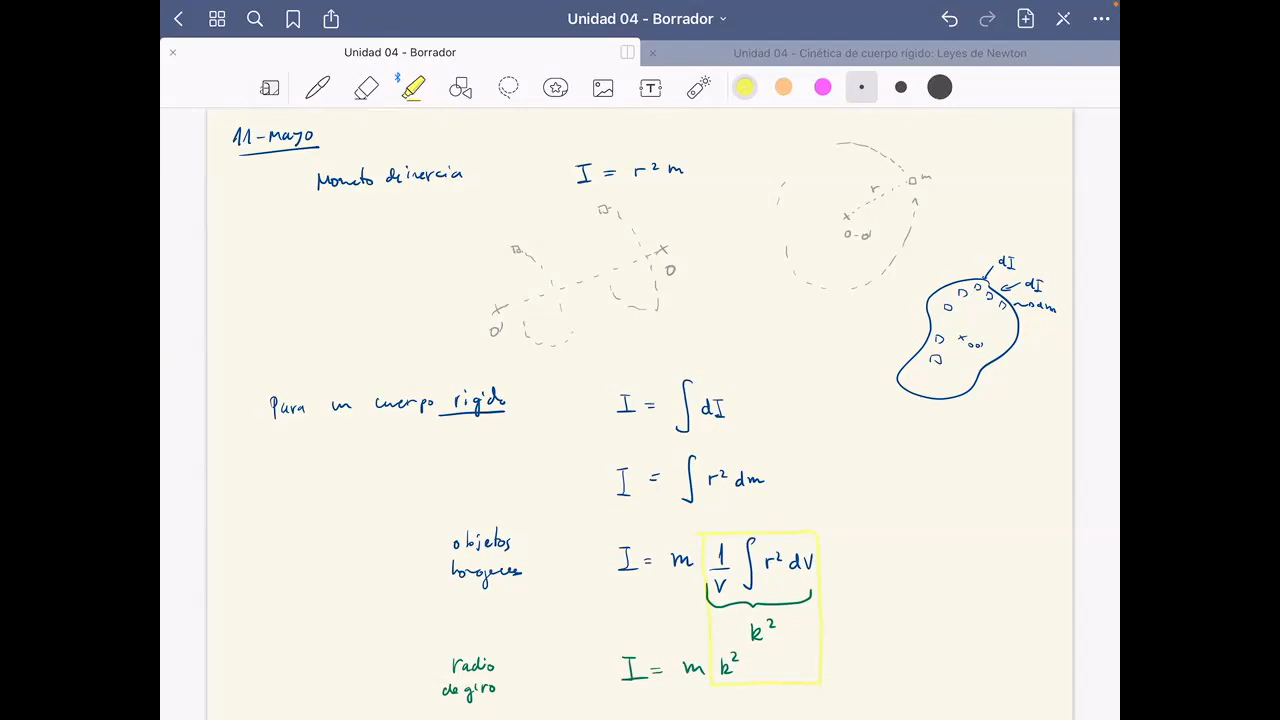 Unidad 04 - Borrador
Unidad 04 - Borrador
Unidad 04 - Cinética de cuerpo rígido: Leyes de Newton
11-mayo
Momento de inercia
I = r² m
m
r
O-O'
O
O'
dI
dI
dm
OO'
Para un cuerpo rígido
I = ∫ dI
I = ∫ r² dm
objetos
I = m 1/V ∫ r² dV
k²
radio
de giro
I = m k²